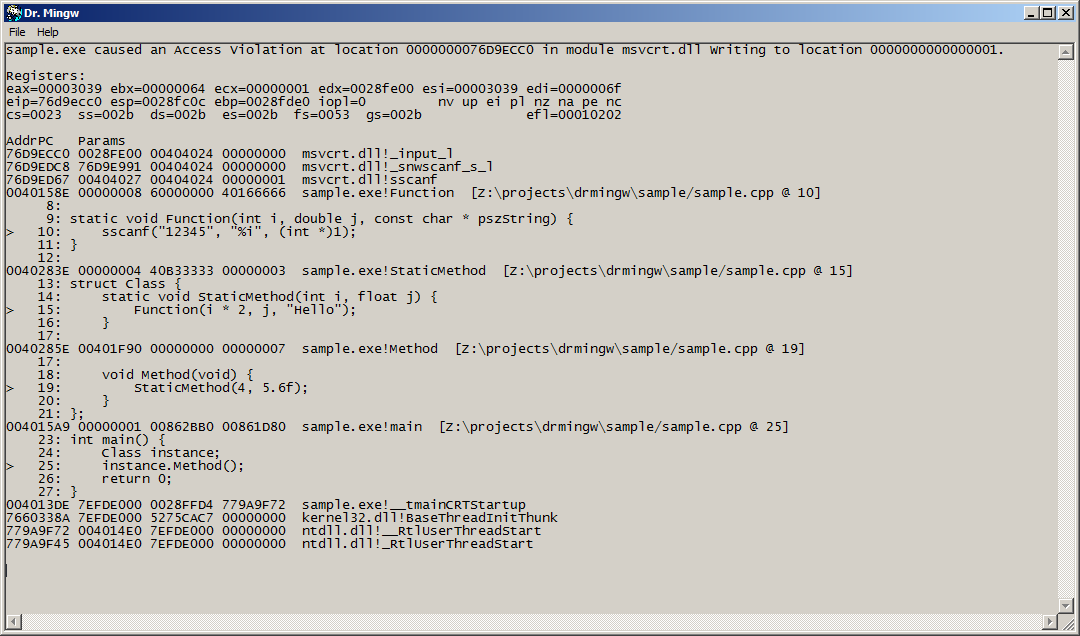 Dr. Mingw
File Help
sample.exe caused an Access Violation at location 0000000076D9ECC0 in module msvcrt.dll Writing to location 0000000000000001.
Registers:
eax=00003039 ebx=00000064 ecx=00000001 edx=0028fe00 esi=00003039 edi=0000006f
eip=76d9ecc0 esp=0028fc0c ebp=0028fde0 iopl=0         nv up ei pl nz na pe nc
cs=0023  ss=002b  ds=002b  es=002b  fs=0053  gs=002b             efl=00010202
AddrPC   Params
76D9ECC0 0028FE00 00404024 00000000  msvcrt.dll!_input_l
76D9EDC8 76D9E991 00404024 00000000  msvcrt.dll!_snwscanf_s_l
76D9ED67 00404027 00404024 00000001  msvcrt.dll!sscanf
0040158E 00000008 60000000 40166666  sample.exe!Function  [Z:\projects\drmingw\sample/sample.cpp @ 10]
     8:
     9: static void Function(int i, double j, const char * pszString) {
>   10:     sscanf("12345", "%i", (int *)1);
    11: }
    12:
0040283E 00000004 40B33333 00000003  sample.exe!StaticMethod  [Z:\projects\drmingw\sample/sample.cpp @ 15]
    13: struct Class {
    14:     static void StaticMethod(int i, float j) {
>   15:         Function(i * 2, j, "Hello");
    16:     }
    17:
0040285E 00401F90 00000000 00000007  sample.exe!Method  [Z:\projects\drmingw\sample/sample.cpp @ 19]
    17:
    18:     void Method(void) {
>   19:         StaticMethod(4, 5.6f);
    20:     }
    21: };
004015A9 00000001 00862BB0 00861D80  sample.exe!main  [Z:\projects\drmingw\sample/sample.cpp @ 25]
    23: int main() {
    24:     Class instance;
>   25:     instance.Method();
    26:     return 0;
    27: }
004013DE 7EFDE000 0028FFD4 779A9F72  sample.exe!__tmainCRTStartup
7660338A 7EFDE000 5275CAC7 00000000  kernel32.dll!BaseThreadInitThunk
779A9F72 004014E0 7EFDE000 00000000  ntdll.dll!__RtlUserThreadStart
779A9F45 004014E0 7EFDE000 00000000  ntdll.dll!_RtlUserThreadStart